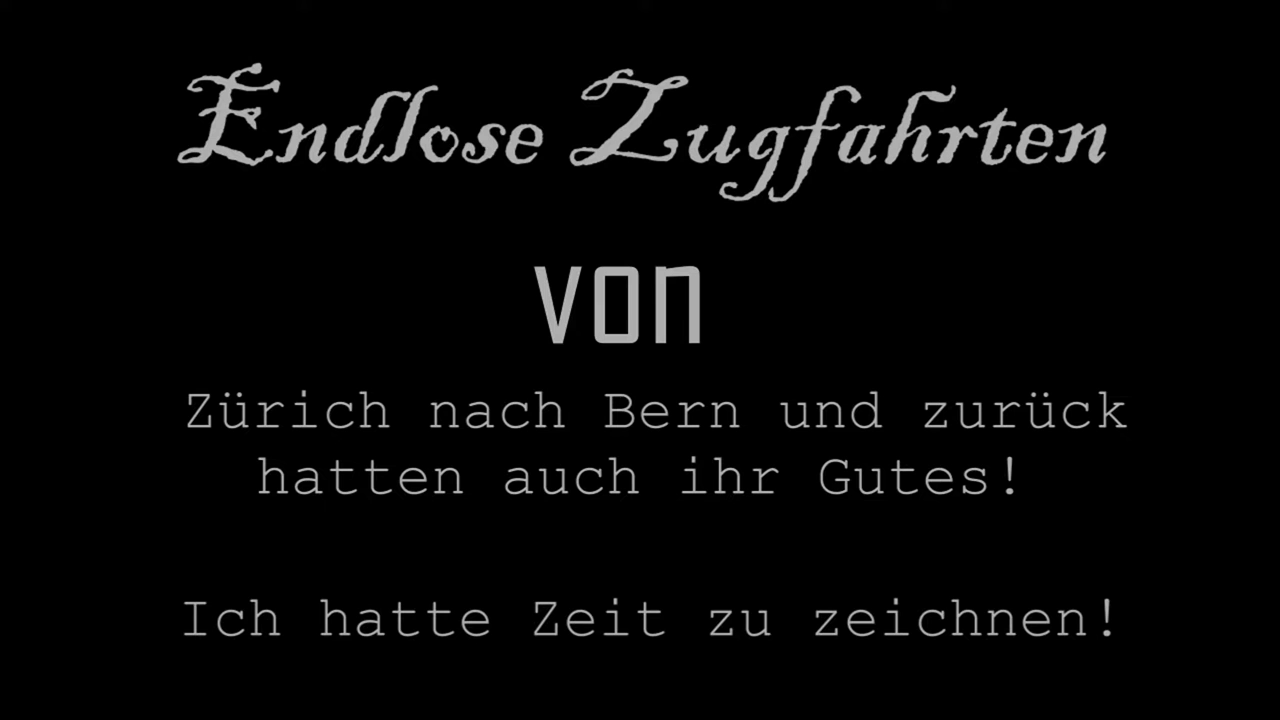 Endlose Zugfahrten
von
Zürich nach Bern und zurück
hatten auch ihr Gutes!
Ich hatte Zeit zu zeichnen!